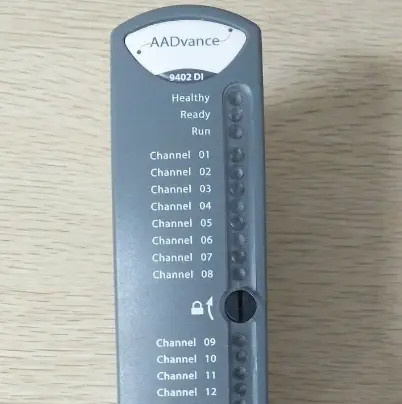 AADvance
9402 DI
Healthy
Ready
Run
Channel 01
Channel 02
Channel 03
Channel 04
Channel 05
Channel 06
Channel 07
Channel 08
Channel 09
Channel 10
Channel 11
Channel 12